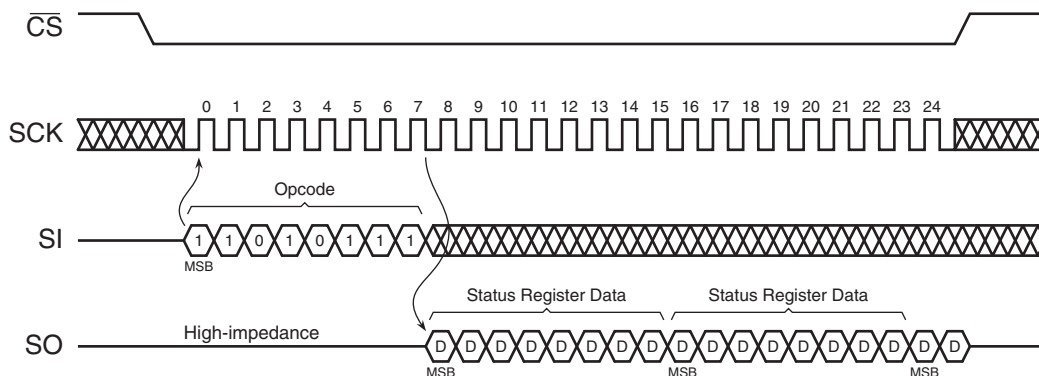 CS
SCK
0 1 2 3 4 5 6 7 8 9 10 11 12 13 14 15 16 17 18 19 20 21 22 23 24
Opcode
SI
1 1 0 1 0 1 1 1
MSB
Status Register Data Status Register Data
SO
High-impedance
D D D D D D D D D D D D D D D D D D
MSB MSB MSB